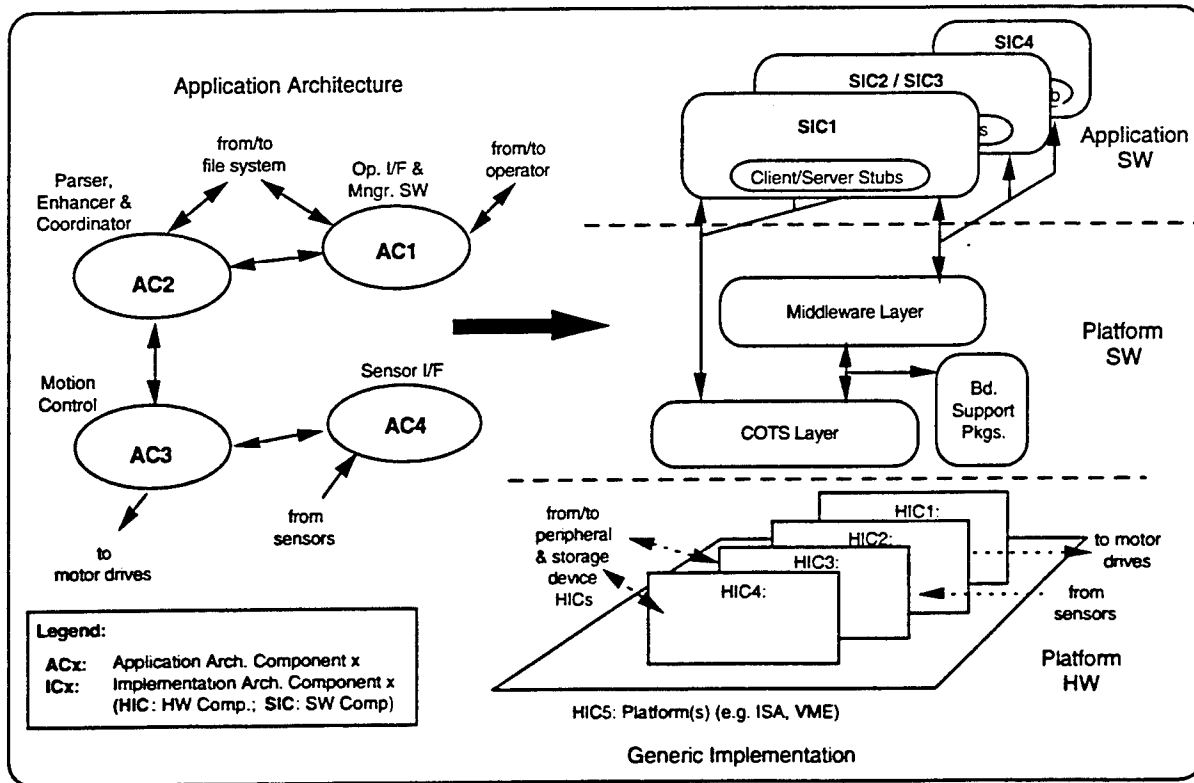 Application Architecture
from/to
file system
from/to
operator
Parser,
Enhancer &
Coordinator
Op. I/F &
Mngr. SW
AC1
AC2
Motion
Control
Sensor I/F
AC4
AC3
to
motor drives
from
sensors
Legend:
ACx: Application Arch. Component x
ICx: Implementation Arch. Component x
(HIC: HW Comp.; SIC: SW Comp)
SIC4
SIC2 / SIC3
b
SIC1
s
Client/Server Stubs
Application
SW
Middleware Layer
Platform
SW
Bd.
Support
Pkgs.
COTS Layer
from/to
peripheral
& storage
device
HICs
HIC1:
HIC2:
HIC3:
HIC4:
to motor
drives
from
sensors
Platform
HW
HIC5: Platform(s) (e.g. ISA, VME)
Generic Implementation